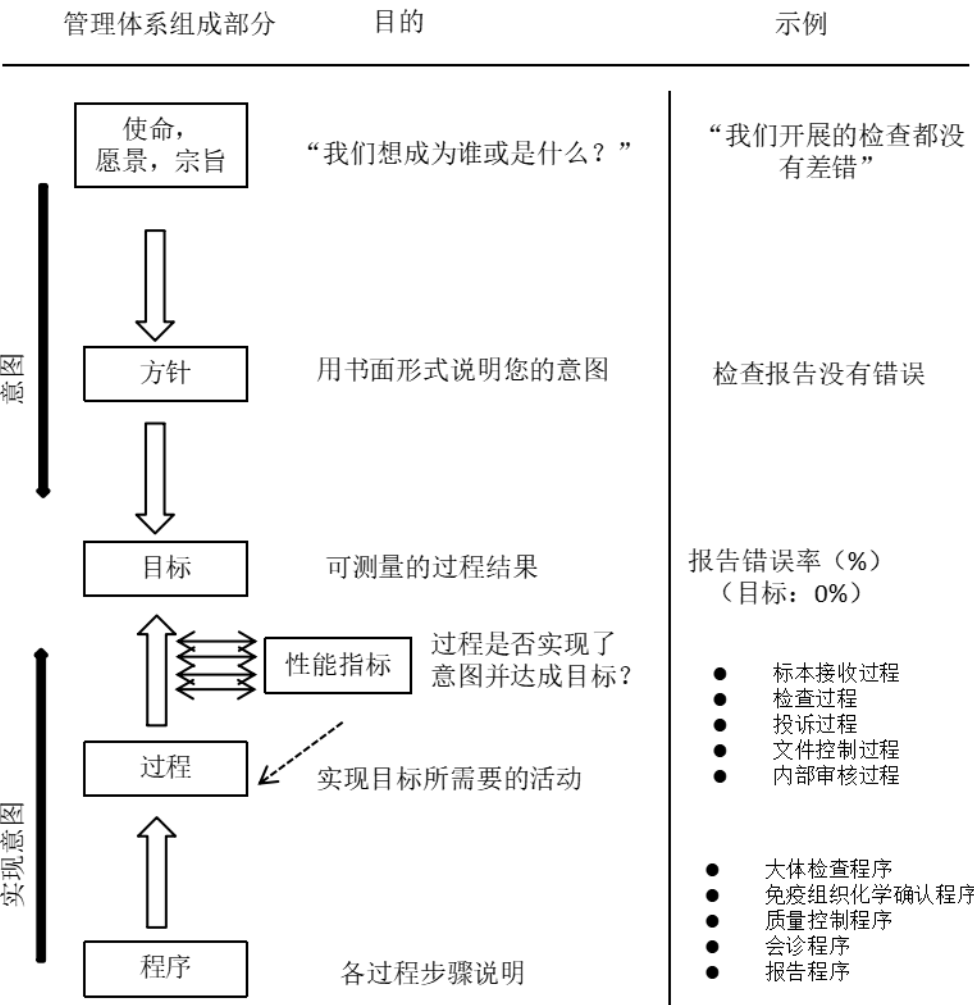 管理体系组成部分 目的 示例
使命，
愿景，宗旨
“我们想成为谁或是什么？”
“我们开展的检查都没
有差错”
意图
方针
用书面形式说明您的意图
检查报告没有错误
目标
可测量的过程结果
报告错误率（%）
（目标：0%）
性能指标
过程是否实现了
意图并达成目标？
● 标本接收过程
● 检查过程
● 投诉过程
● 文件控制过程
● 内部审核过程
过程
实现目标所需要的活动
实现意图
● 大体检查程序
● 免疫组织化学确认程序
● 质量控制程序
● 会诊程序
● 报告程序
程序
各过程步骤说明